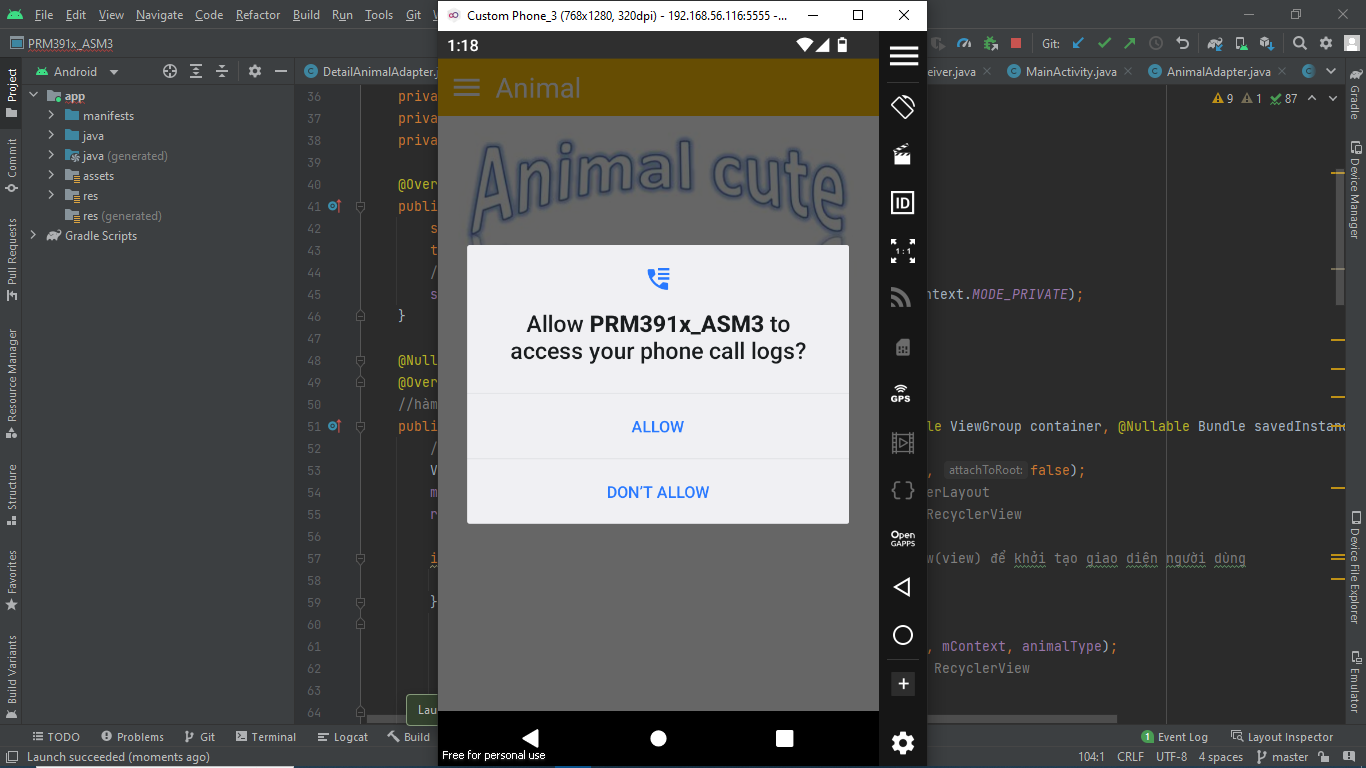 File Edit View Navigate Code Refactor Build Run Tools Git
Custom Phone_3 (768x1280, 320dpi) - 192.168.56.116:5555 -...
PRM391x_ASM3
Git:
Android
DetailAnimalAdapter.j
eiver.java
MainActivity.java
AnimalAdapter.java
Project
Commit
Pull Requests
Resource Manager
Structure
Favorites
Build Variants
app
manifests
java
java (generated)
assets
res
res (generated)
Gradle Scripts
1:18
Animal
Animal cute
Allow PRM391x_ASM3 to
access your phone call logs?
ALLOW
DON'T ALLOW
Free for personal use
ID
1:1
GPS
Open
GAPPS
9 1 87
36 priva
37 priva
38 priva
39
40 @Over
41 publi
42 s
43 t
44 /
45 s
ntext.MODE_PRIVATE);
46 }
47
48 @Null
49 @Over
50 //hàm
51 publi
le ViewGroup container, @Nullable Bundle savedInstan
52 /
53 V
, attachToRoot: false);
54 m
erLayout
55 r
RecyclerView
56
57 i
w(view) để khởi tạo giao diện người dùng
58
59 }
60
61
, mContext, animalType);
62
RecyclerView
63
64
Lau
Gradle
Device Manager
Device File Explorer
Emulator
TODO Problems Git Terminal Logcat Build
1 Event Log Layout Inspector
Launch succeeded (moments ago)
104:1 CRLF UTF-8 4 spaces master